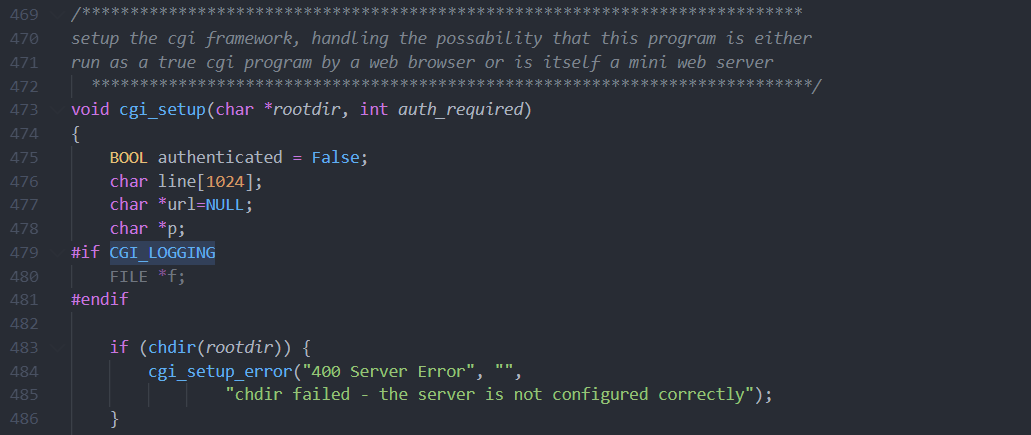 469 /***************************************************************************
470 setup the cgi framework, handling the possability that this program is either
471 run as a true cgi program by a web browser or is itself a mini web server
472   ***************************************************************************/
473 void cgi_setup(char *rootdir, int auth_required)
474 {
475     BOOL authenticated = False;
476     char line[1024];
477     char *url=NULL;
478     char *p;
479 #if CGI_LOGGING
480     FILE *f;
481 #endif
482
483     if (chdir(rootdir)) {
484         cgi_setup_error("400 Server Error", "",
485                 "chdir failed - the server is not configured correctly");
486     }